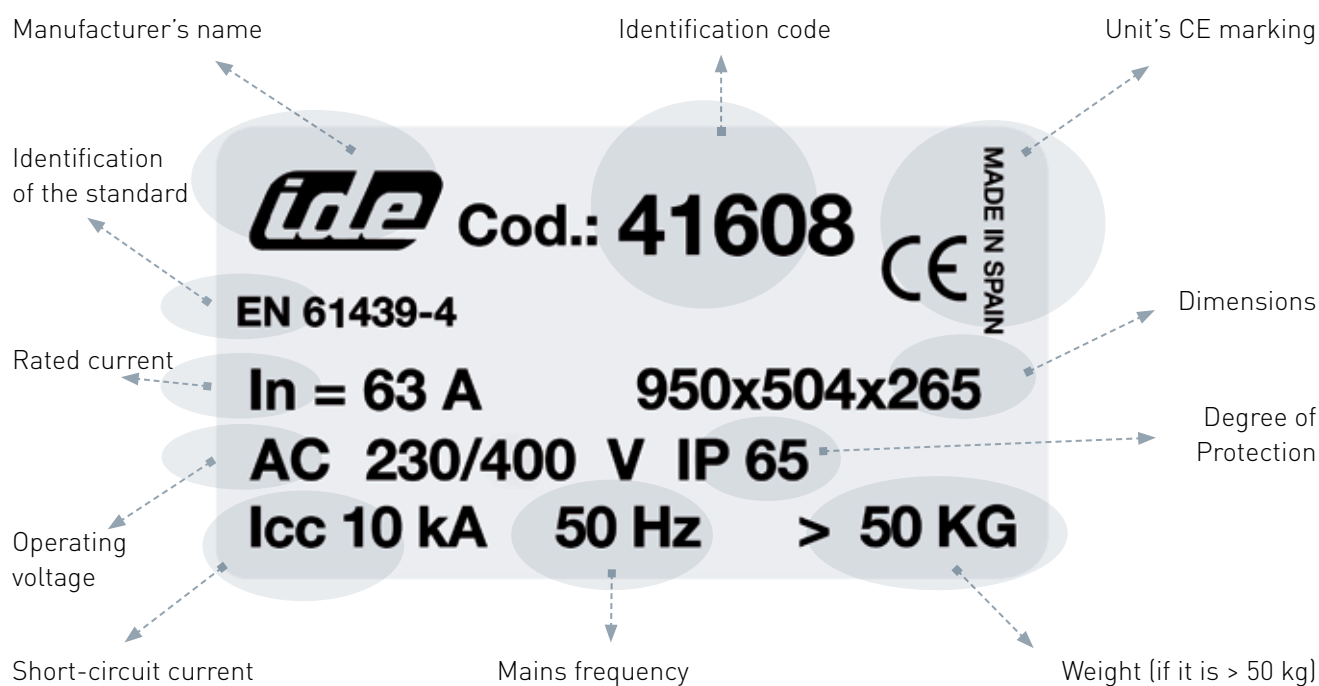 Manufacturer’s name
Identification code
Unit’s CE marking
Identification
of the standard
ide
Cod.: 41608
CE
MADE IN SPAIN
EN 61439-4
Dimensions
Rated current
In = 63 A
950x504x265
Degree of
Protection
AC 230/400 V IP 65
Icc 10 kA 50 Hz > 50 KG
Operating
voltage
Short-circuit current
Mains frequency
Weight (if it is > 50 kg)